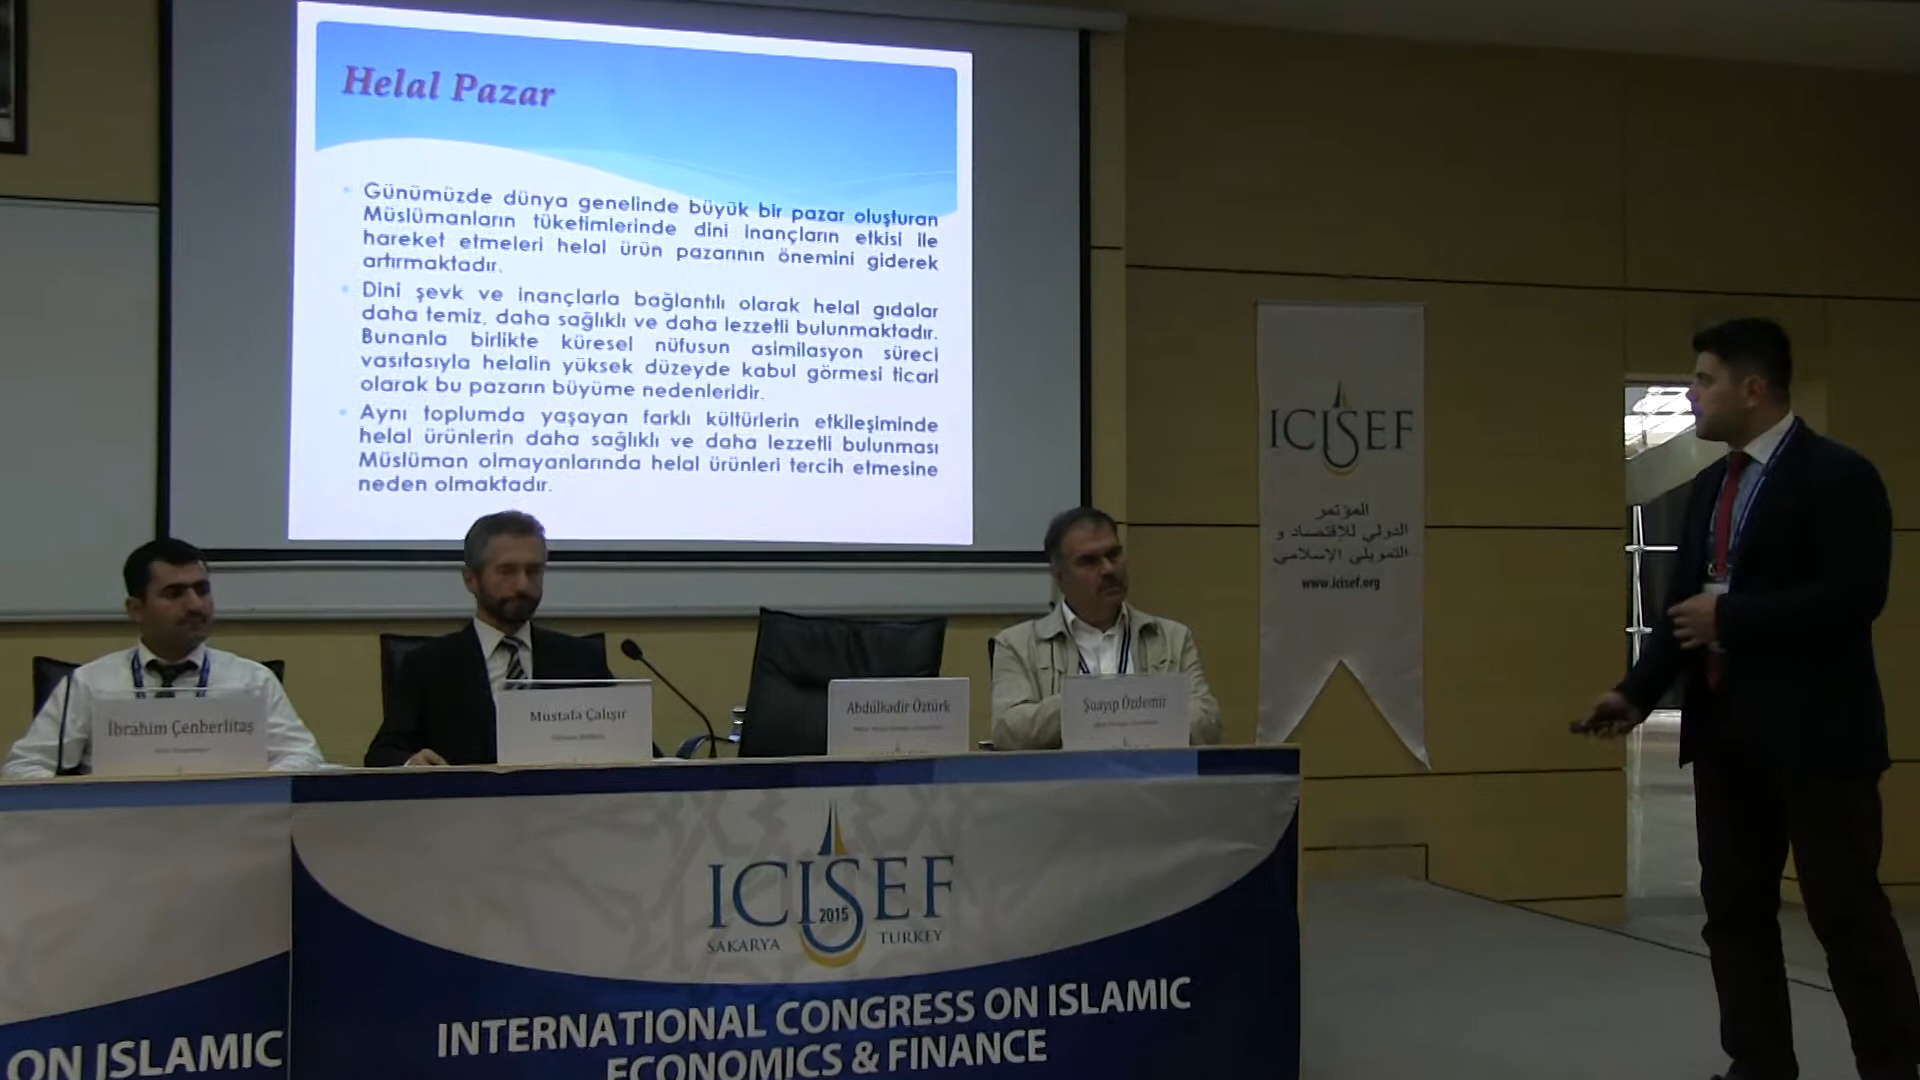 Helal Pazar
Günümüzde dünya genelinde büyük bir pazar oluşturan
Müslümanların tüketimlerinde dini inançların etkisi ile
hareket etmeleri helal ürün pazarının önemini giderek
artırmaktadır.
Dini şevk ve inançlarla bağlantılı olarak helal gıdalar
daha temiz, daha sağlıklı ve daha lezzetli bulunmaktadır.
Bunanla birlikte küresel nüfusun asimilasyon süreci
vasıtasıyla helalin yüksek düzeyde kabul görmesi ticari
olarak bu pazarın büyüme nedenleridir.
Aynı toplumda yaşayan farklı kültürlerin etkileşiminde
helal ürünlerin daha sağlıklı ve daha lezzetli bulunması
Müslüman olmayanlarında helal ürünleri tercih etmesine
neden olmaktadır.
ICISEF
المؤتمر
الدولي للإقتصاد و
التمويلى الإسلامي
www.icisef.org
İbrahim Çenberlitaş
Mustafa Çalışır
Abdülkadir Öztürk
Şuayıp Özdemir
ICISEF
2015
SAKARYA TURKEY
INTERNATIONAL CONGRESS ON ISLAMIC
ECONOMICS & FINANCE
ON ISLAMIC